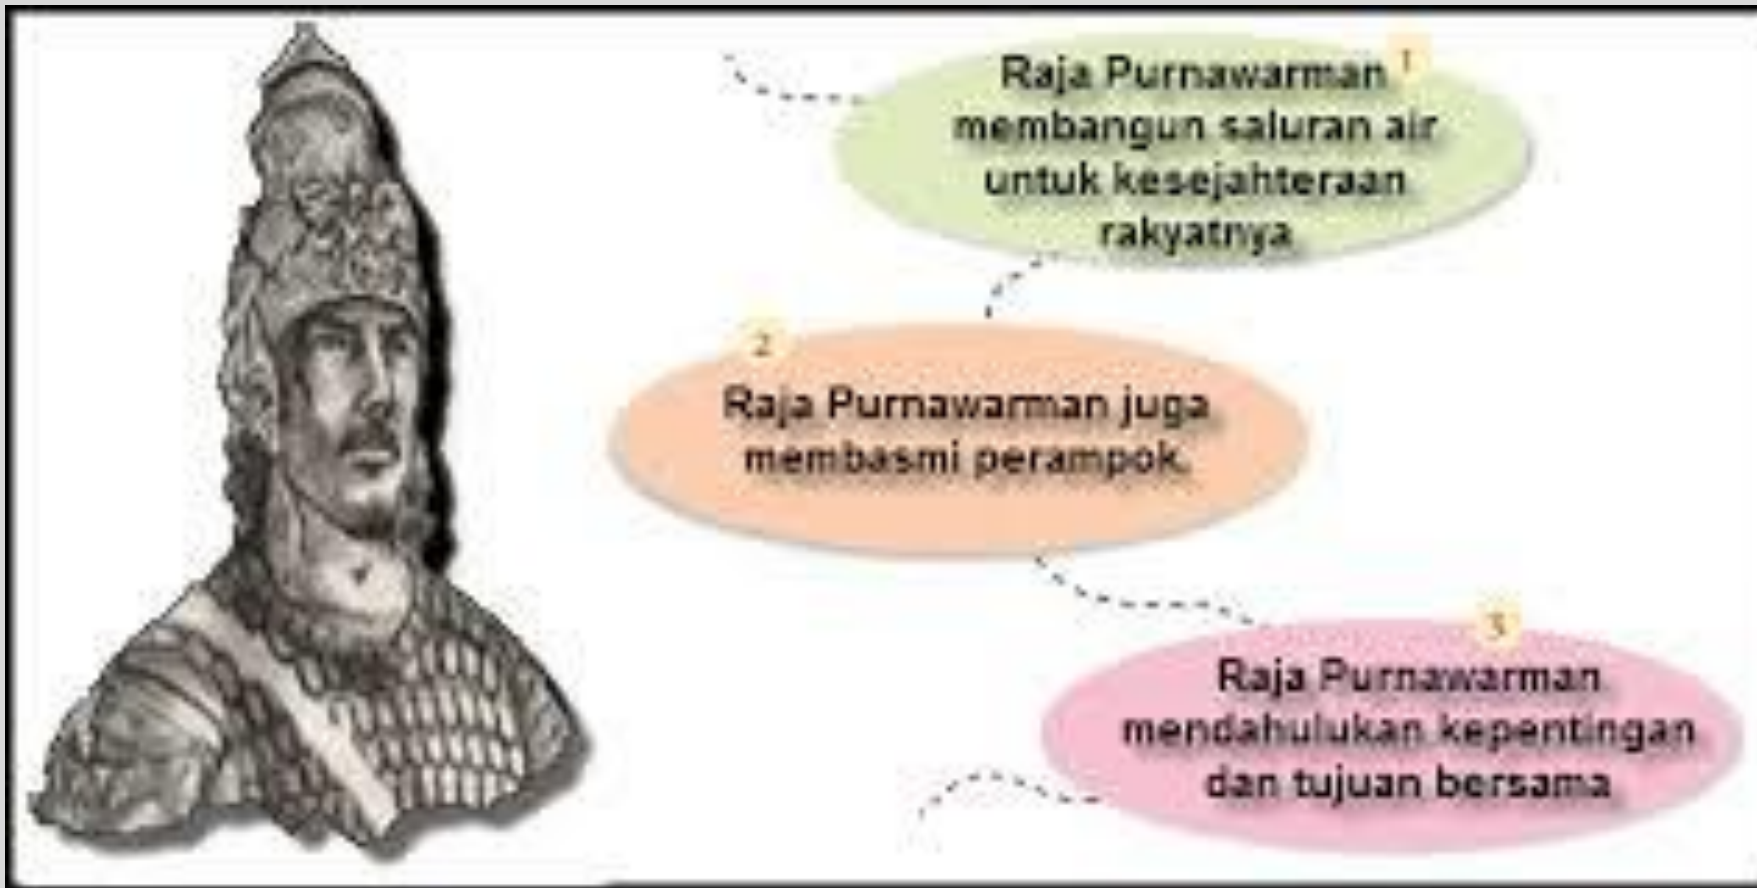 1
Raja Purnawarman
membangun saluran air
untuk kesejahteraan
rakyatnya
2
Raja Purnawarman juga
membasmi perampok.
3
Raja Purnawarman
mendahulukan kepentingan
dan tujuan bersama